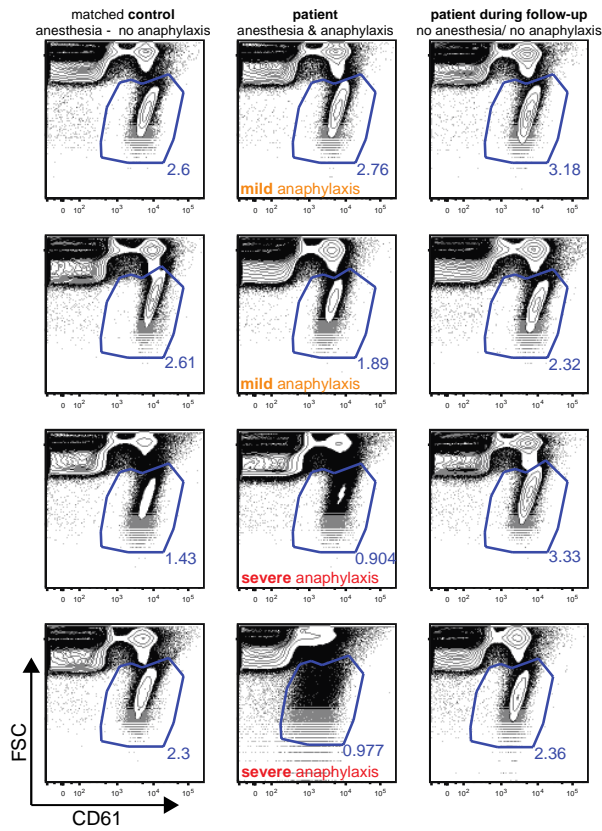 matched control
anesthesia - no anaphylaxis
patient
anesthesia & anaphylaxis
patient during follow-up
no anesthesia/ no anaphylaxis
2.6
2.76
mild anaphylaxis
3.18
0 10² 10³ 10⁴ 10⁵
0 10² 10³ 10⁴ 10⁵
0 10² 10³ 10⁴ 10⁵
2.61
1.89
mild anaphylaxis
2.32
0 10² 10³ 10⁴ 10⁵
0 10² 10³ 10⁴ 10⁵
0 10² 10³ 10⁴ 10⁵
1.43
0.904
severe anaphylaxis
3.33
0 10² 10³ 10⁴ 10⁵
0 10² 10³ 10⁴ 10⁵
0 10² 10³ 10⁴ 10⁵
2.3
0.977
severe anaphylaxis
2.36
0 10² 10³ 10⁴ 10⁵
0 10² 10³ 10⁴ 10⁵
0 10² 10³ 10⁴ 10⁵
FSC
CD61